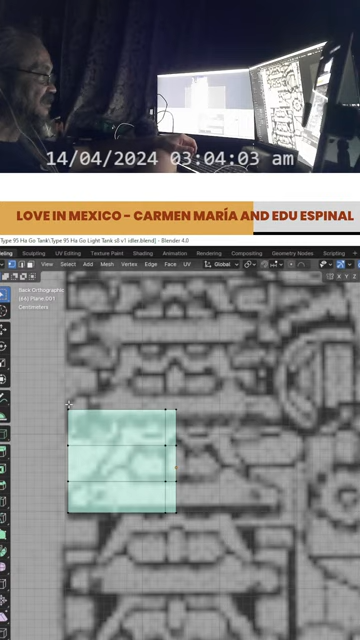 14/04/2024 03:04:03 am
LOVE IN MEXICO - CARMEN MARÍA AND EDU ESPINAL
Type 95 Ha Go Tank\Type 95 Ha Go Light Tank s8 v1 idler.blend] - Blender 4.0
eling Sculpting UV Editing Texture Paint Shading Animation Rendering Compositing Geometry Nodes Scripting
View Select Add Mesh Vertex Edge Face UV Global
X Y Z
Back Orthographic
(66) Plane.001
Centimeters